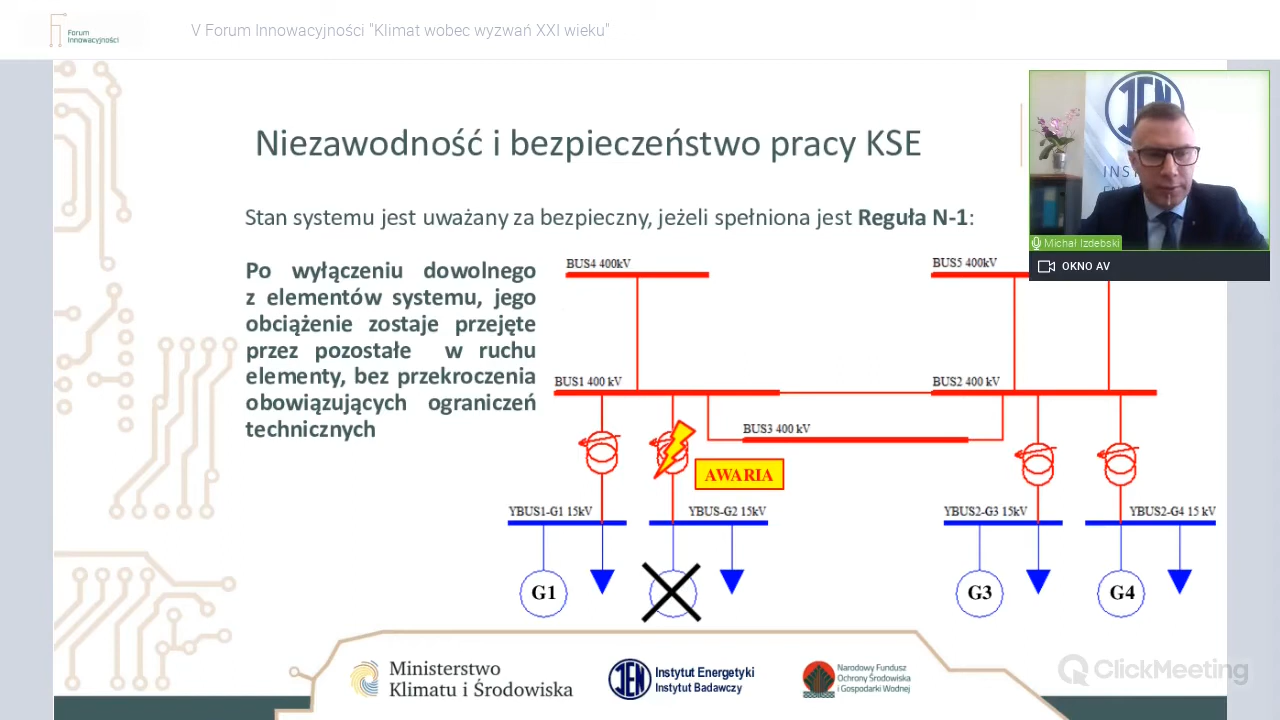 Forum
Innowacyjności
V Forum Innowacyjności "Klimat wobec wyzwań XXI wieku"
Niezawodność i bezpieczeństwo pracy KSE
Stan systemu jest uważany za bezpieczny, jeżeli spełniona jest Reguła N-1:
Po wyłączeniu dowolnego
z elementów systemu, jego
obciążenie zostaje przejęte
przez pozostałe w ruchu
elementy, bez przekroczenia
obowiązujących ograniczeń
technicznych
BUS4 400kV
BUS5 400kV
BUS1 400 kV
BUS2 400 kV
BUS3 400 kV
AWARIA
YBUS1-G1 15kV
YBUS-G2 15kV
YBUS2-G3 15kV
YBUS2-G4 15 kV
G1
G3
G4
IEN
INST
Michał Izdebski
OKNO AV
Ministerstwo
Klimatu i Środowiska
IEN
Instytut Energetyki
Instytut Badawczy
Narodowy Fundusz
Ochrony Środowiska
i Gospodarki Wodnej
ClickMeeting